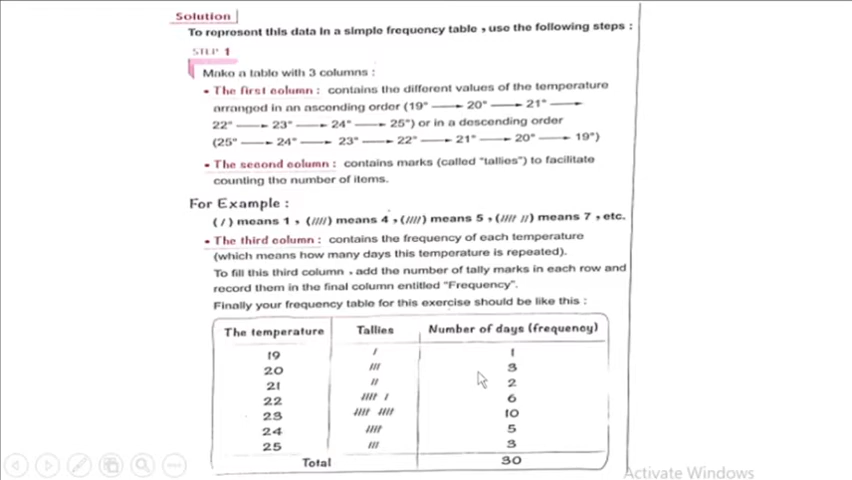 Solution
To represent this data in a simple frequency table , use the following steps :
STEP 1
Make a table with 3 columns :
• The first column : contains the different values of the temperature
arranged in an ascending order (19° → 20° → 21° →
22° → 23° → 24° → 25°) or in a descending order
(25° → 24° → 23° → 22° → 21° → 20° → 19°)
• The second column : contains marks (called "tallies") to facilitate
counting the number of items.
For Example :
( / ) means 1 , (////) means 4 , (////) means 5 , (//// //) means 7 , etc.
• The third column : contains the frequency of each temperature
(which means how many days this temperature is repeated).
To fill this third column , add the number of tally marks in each row and
record them in the final column entitled "Frequency".
Finally your frequency table for this exercise should be like this :
The temperature Tallies Number of days (frequency)
19 / 1
20 /// 3
21 // 2
22 //// / 6
23 //// //// 10
24 //// 5
25 /// 3
Total 30
Activate Windows